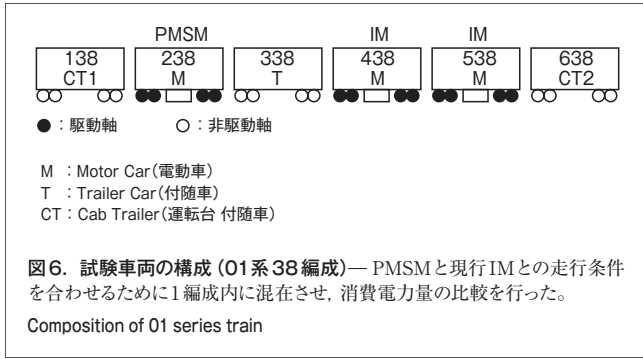 PMSM IM IM
138 238 338 438 538 638
CT1 M T M M CT2
●：駆動軸 ○：非駆動軸
M ：Motor Car（電動車）
T ：Trailer Car（付随車）
CT：Cab Trailer（運転台 付随車）
図6．試験車両の構成（01系38編成）— PMSMと現行IMとの走行条件
を合わせるために1編成内に混在させ，消費電力量の比較を行った。
Composition of 01 series train